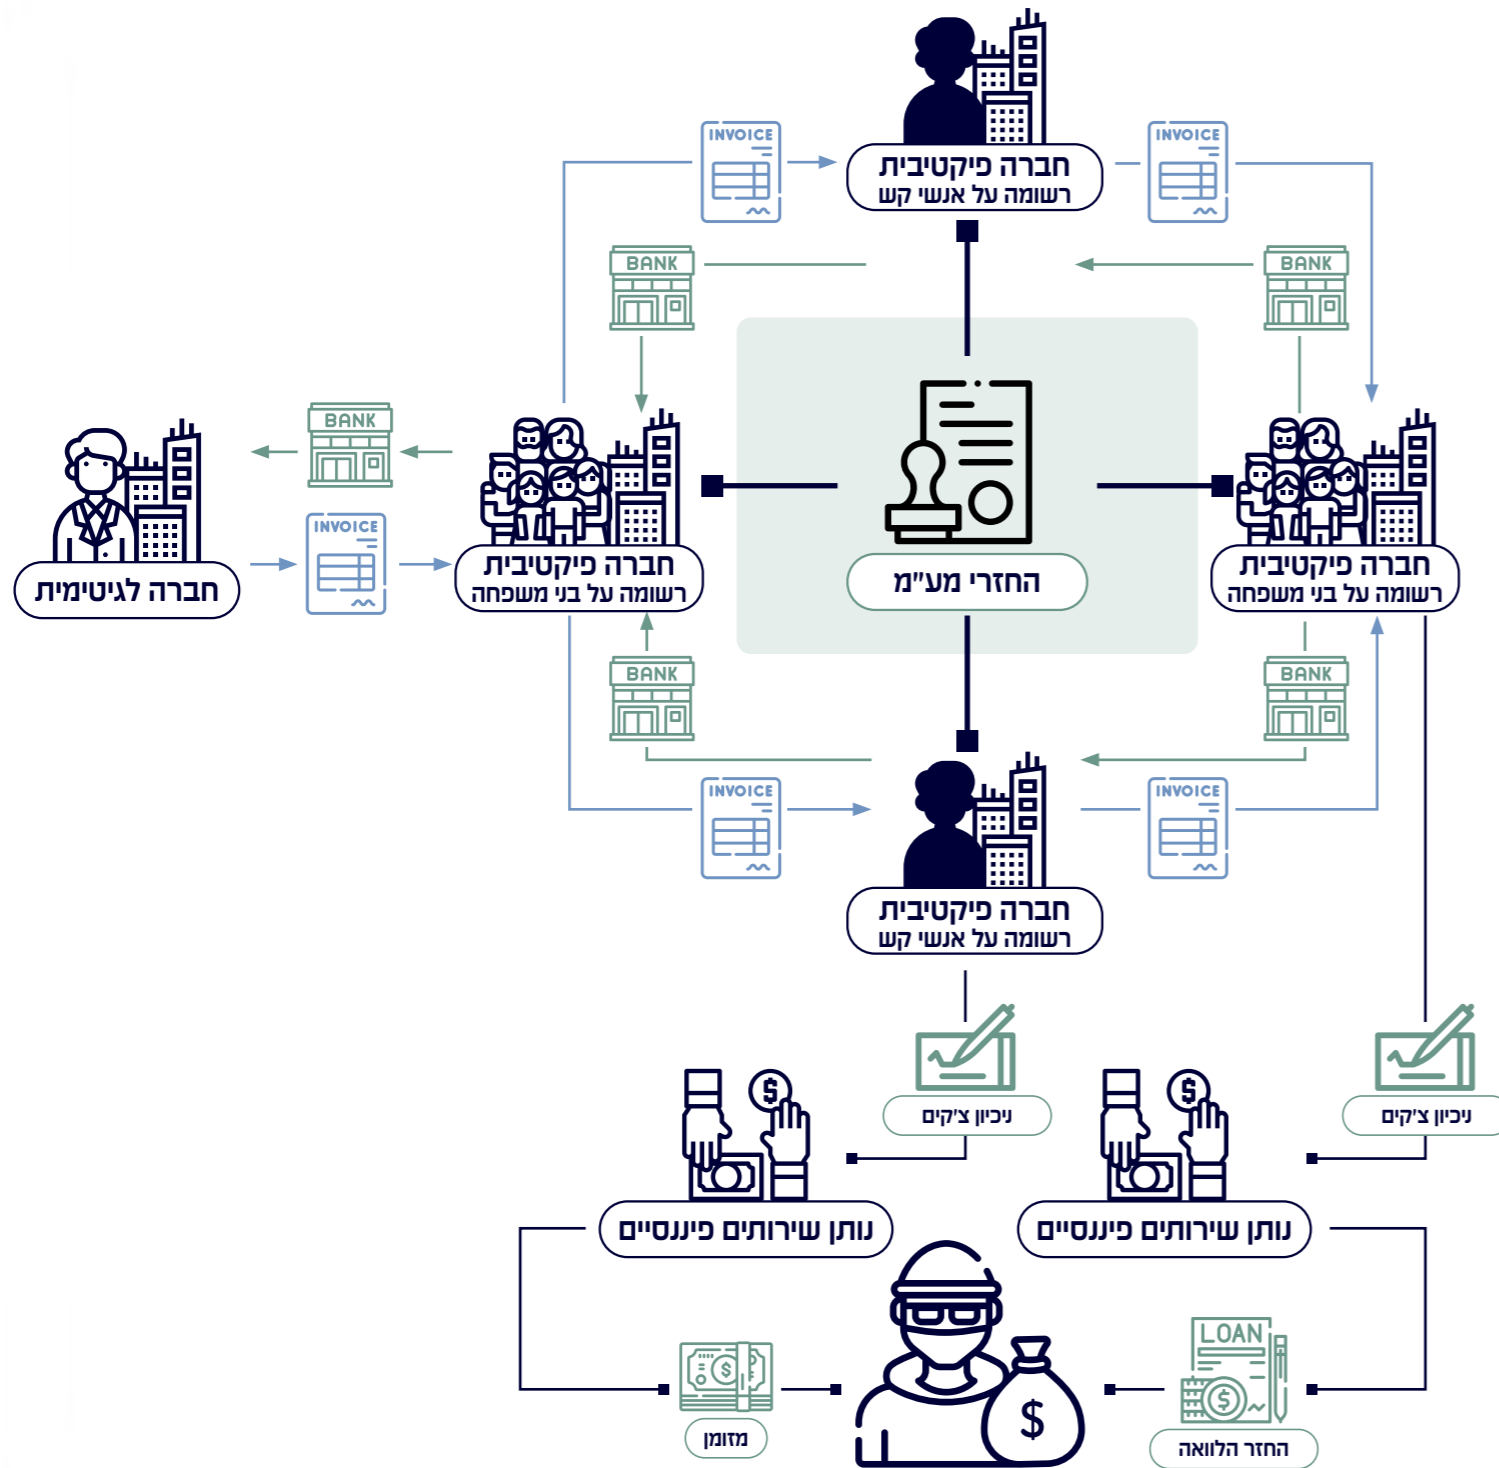 INVOICE
INVOICE
חברה פיקטיבית
רשומה על אנשי קש
BANK
BANK
BANK
INVOICE
חברה לגיטימית
חברה פיקטיבית
רשומה על בני משפחה
החזרי מע"מ
חברה פיקטיבית
רשומה על בני משפחה
BANK
BANK
INVOICE
INVOICE
חברה פיקטיבית
רשומה על אנשי קש
$
$
ניכיון צ'קים
ניכיון צ'קים
נותן שירותים פיננסיים
נותן שירותים פיננסיים
LOAN
$
$
$
מזומן
החזר הלוואה